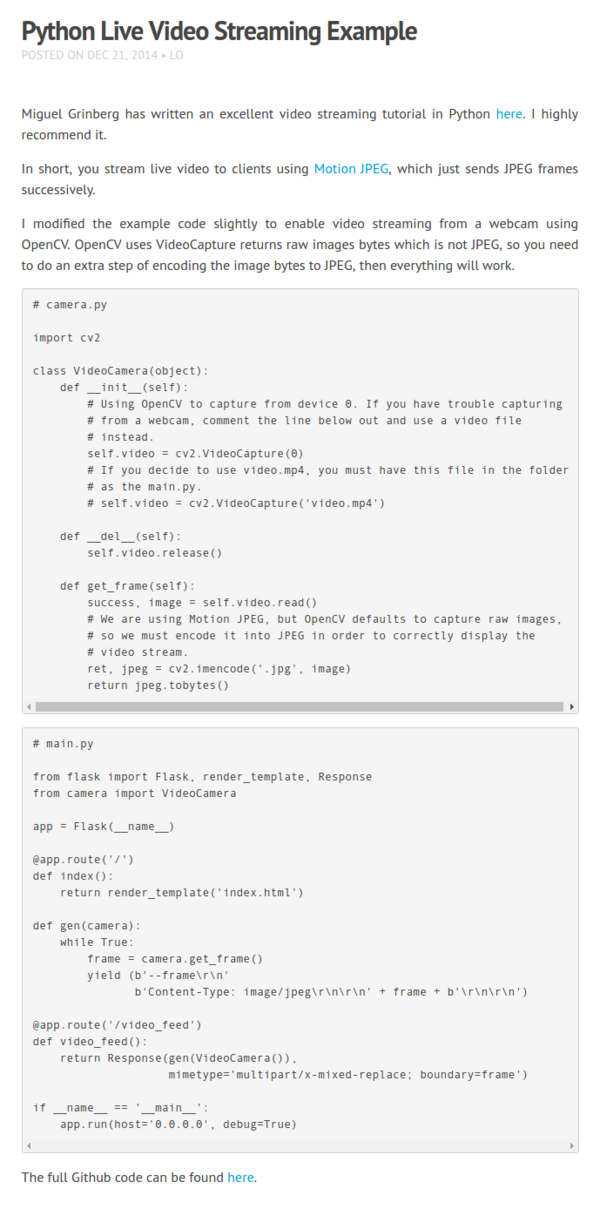 Python Live Video Streaming Example
POSTED ON DEC 21, 2014 • LO
Miguel Grinberg has written an excellent video streaming tutorial in Python here. I highly
recommend it.
In short, you stream live video to clients using Motion JPEG, which just sends JPEG frames
successively.
I modified the example code slightly to enable video streaming from a webcam using
OpenCV. OpenCV uses VideoCapture returns raw images bytes which is not JPEG, so you need
to do an extra step of encoding the image bytes to JPEG, then everything will work.
# camera.py
import cv2
class VideoCamera(object):
    def __init__(self):
        # Using OpenCV to capture from device 0. If you have trouble capturing
        # from a webcam, comment the line below out and use a video file
        # instead.
        self.video = cv2.VideoCapture(0)
        # If you decide to use video.mp4, you must have this file in the folder
        # as the main.py.
        # self.video = cv2.VideoCapture('video.mp4')
    def __del__(self):
        self.video.release()
    def get_frame(self):
        success, image = self.video.read()
        # We are using Motion JPEG, but OpenCV defaults to capture raw images,
        # so we must encode it into JPEG in order to correctly display the
        # video stream.
        ret, jpeg = cv2.imencode('.jpg', image)
        return jpeg.tobytes()
# main.py
from flask import Flask, render_template, Response
from camera import VideoCamera
app = Flask(__name__)
@app.route('/')
def index():
    return render_template('index.html')
def gen(camera):
    while True:
        frame = camera.get_frame()
        yield (b'--frame\r\n'
               b'Content-Type: image/jpeg\r\n\r\n' + frame + b'\r\n\r\n')
@app.route('/video_feed')
def video_feed():
    return Response(gen(VideoCamera()),
                    mimetype='multipart/x-mixed-replace; boundary=frame')
if __name__ == '__main__':
    app.run(host='0.0.0.0', debug=True)
The full Github code can be found here.